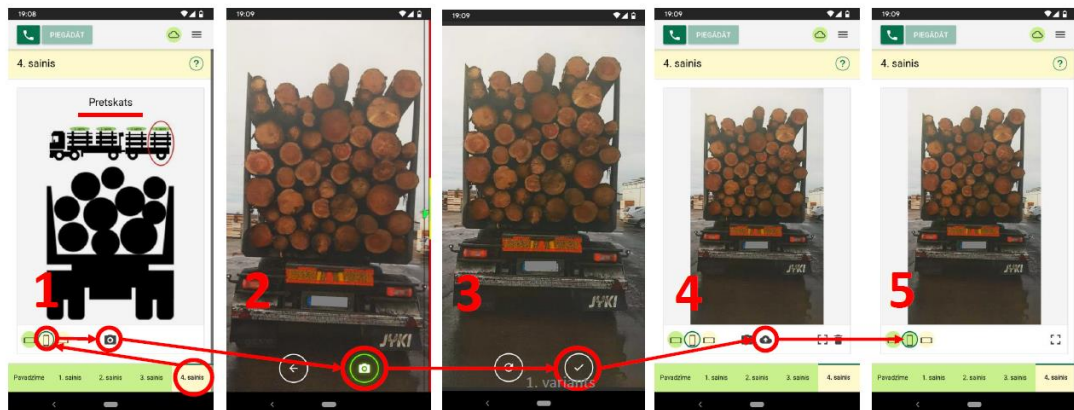 19:08
PIEGĀDĀT
4. sainis
?
Pretskats
1
Pavadzīme 1. sainis 2. sainis 3. sainis 4. sainis
19:09
2
JYKI
19:09
3
JYKI
1. variants
19:09
PIEGĀDĀT
4. sainis
?
JYKI
4
Pavadzīme 1. sainis 2. sainis 3. sainis 4. sainis
19:09
PIEGĀDĀT
4. sainis
?
JYKI
5
Pavadzīme 1. sainis 2. sainis 3. sainis 4. sainis